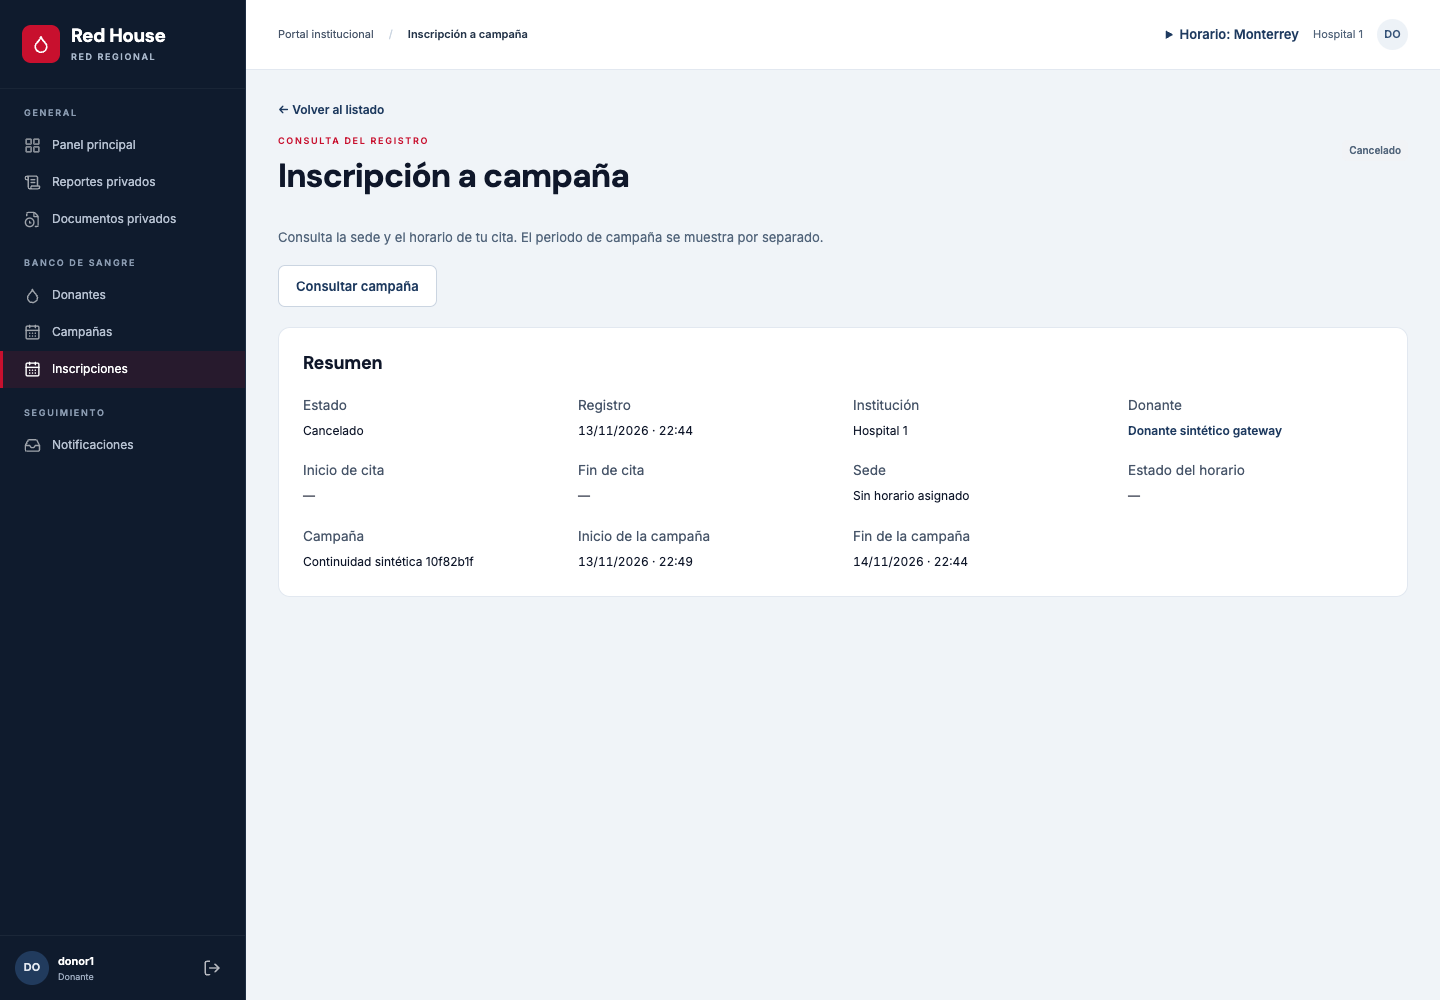 Red House
RED REGIONAL
GENERAL
Panel principal
Reportes privados
Documentos privados
BANCO DE SANGRE
Donantes
Campañas
Inscripciones
SEGUIMIENTO
Notificaciones
DO
donor1
Donante
Portal institucional / Inscripción a campaña
Horario: Monterrey
Hospital 1
DO
← Volver al listado
CONSULTA DEL REGISTRO
Inscripción a campaña
Cancelado
Consulta la sede y el horario de tu cita. El periodo de campaña se muestra por separado.
Consultar campaña
Resumen
Estado
Cancelado
Registro
13/11/2026 · 22:44
Institución
Hospital 1
Donante
Donante sintético gateway
Inicio de cita
—
Fin de cita
—
Sede
Sin horario asignado
Estado del horario
—
Campaña
Continuidad sintética 10f82b1f
Inicio de la campaña
13/11/2026 · 22:49
Fin de la campaña
14/11/2026 · 22:44